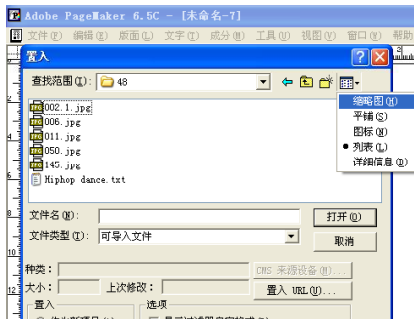 Adobe PageMaker 6.5C - [未命名-7]
文件(F) 编辑(E) 版面(L) 文字(T) 成分(M) 工具(U) 视图(V) 窗口(W) 帮助
置入
查找范围(I): 48
002.1.jpg
006.jpg
011.jpg
050.jpg
145.jpg
Hiphop dance.txt
缩略图(H)
平铺(S)
图标(N)
列表(L)
详细信息(D)
文件名(N): 打开(O)
文件类型(T): 可导入文件 取消
种类: CMS 来源设备(M)...
大小: 上次修改: 置入 URL(U)...
置入 选项